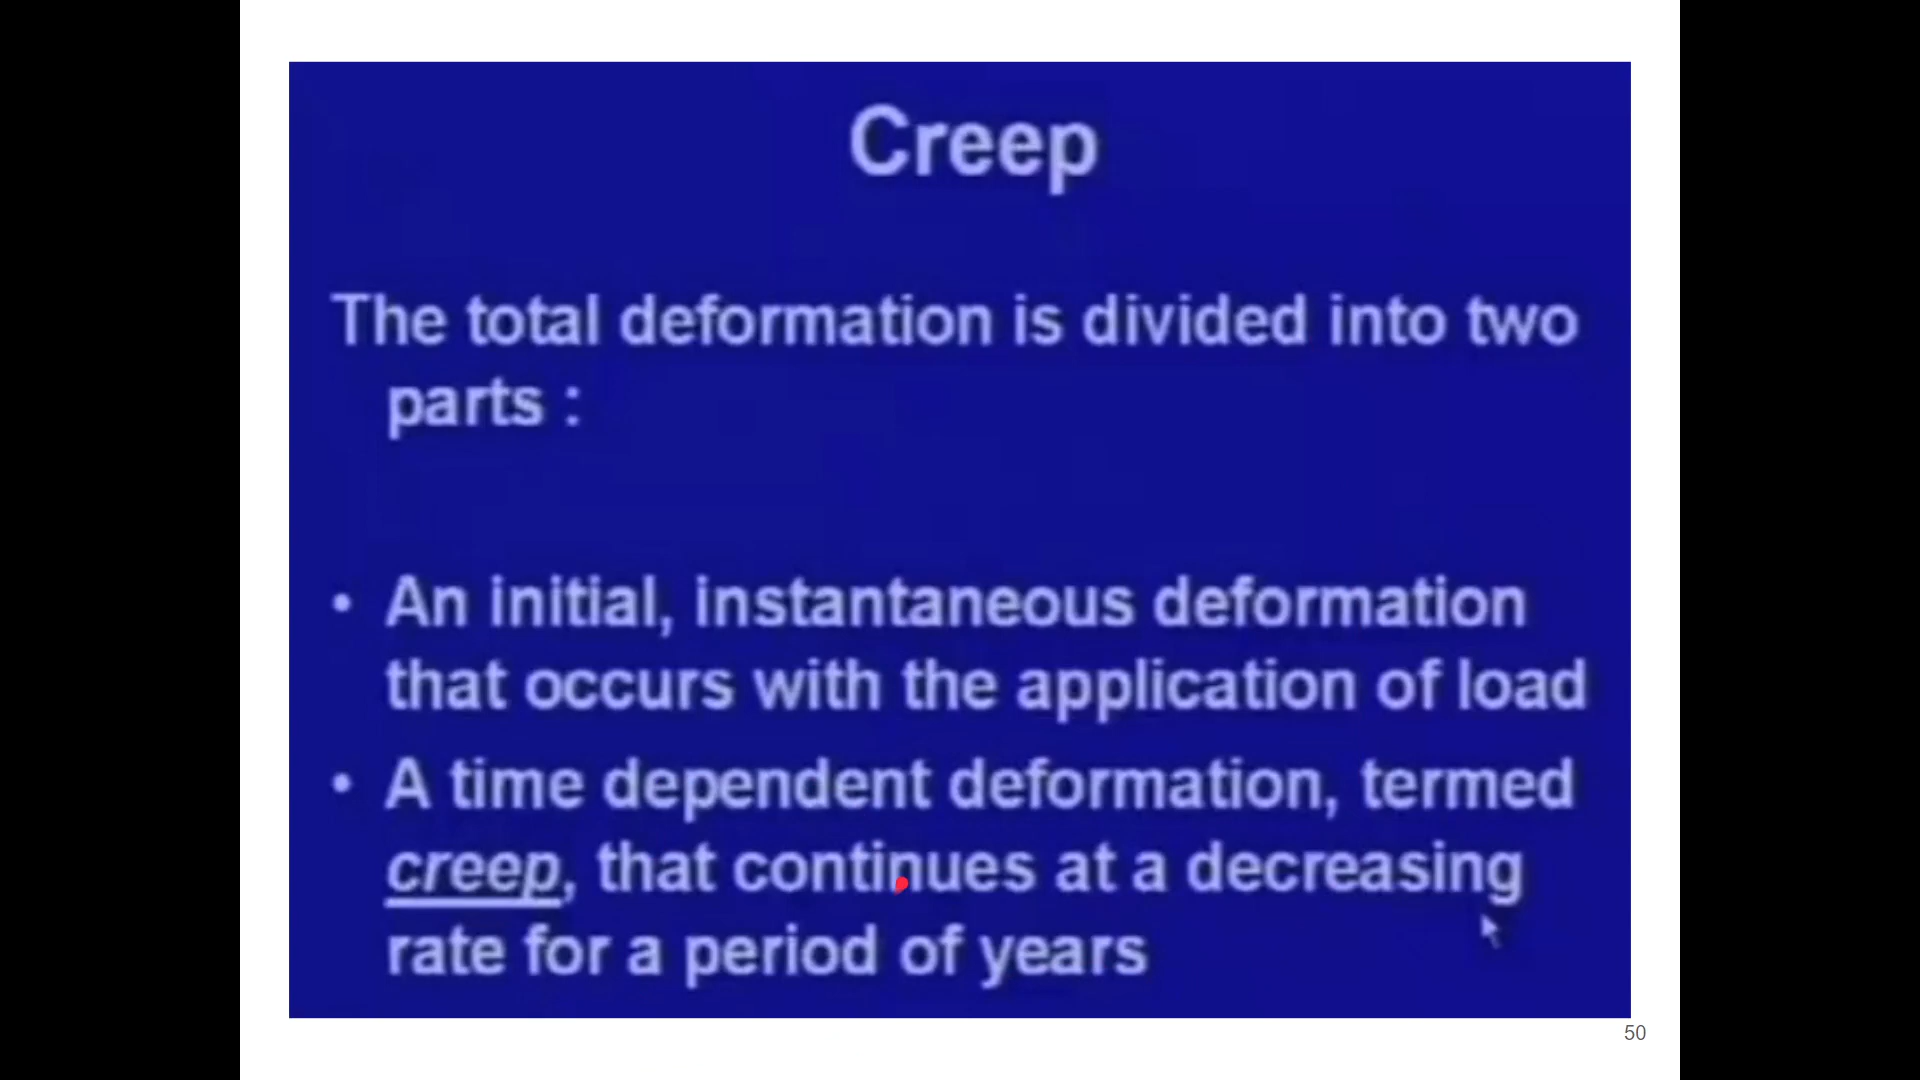 Creep
The total deformation is divided into two
parts :
• An initial, instantaneous deformation
that occurs with the application of load
• A time dependent deformation, termed
creep, that continues at a decreasing
rate for a period of years
50